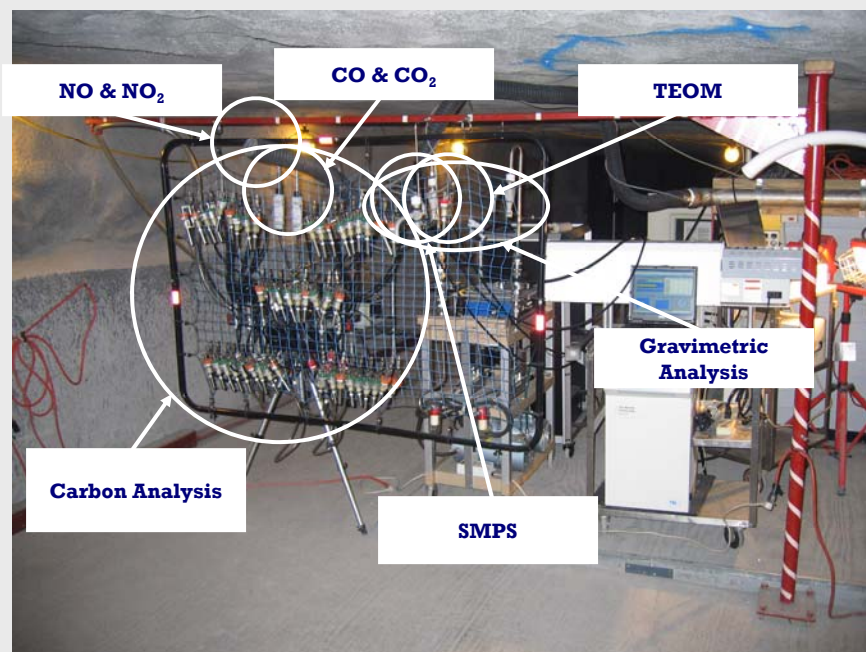 NO & NO₂
CO & CO₂
TEOM
Gravimetric
Analysis
Carbon Analysis
SMPS